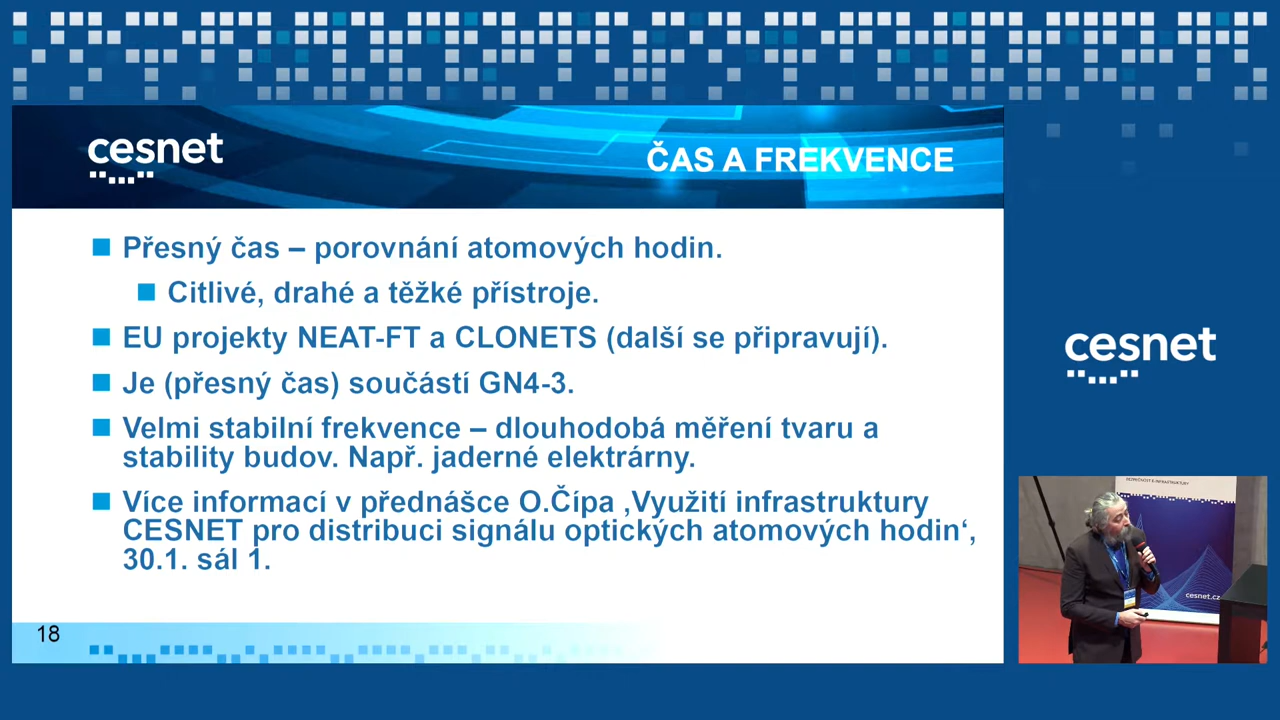 cesnet
ČAS A FREKVENCE
Přesný čas – porovnání atomových hodin.
Citlivé, drahé a těžké přístroje.
EU projekty NEAT-FT a CLONETS (další se připravují).
Je (přesný čas) součástí GN4-3.
Velmi stabilní frekvence – dlouhodobá měření tvaru a
stability budov. Např. jaderné elektrárny.
Více informací v přednášce O.Čípa ‚Využití infrastruktury
CESNET pro distribuci signálu optických atomových hodin‘,
30.1. sál 1.
18
cesnet
cesnet.cz